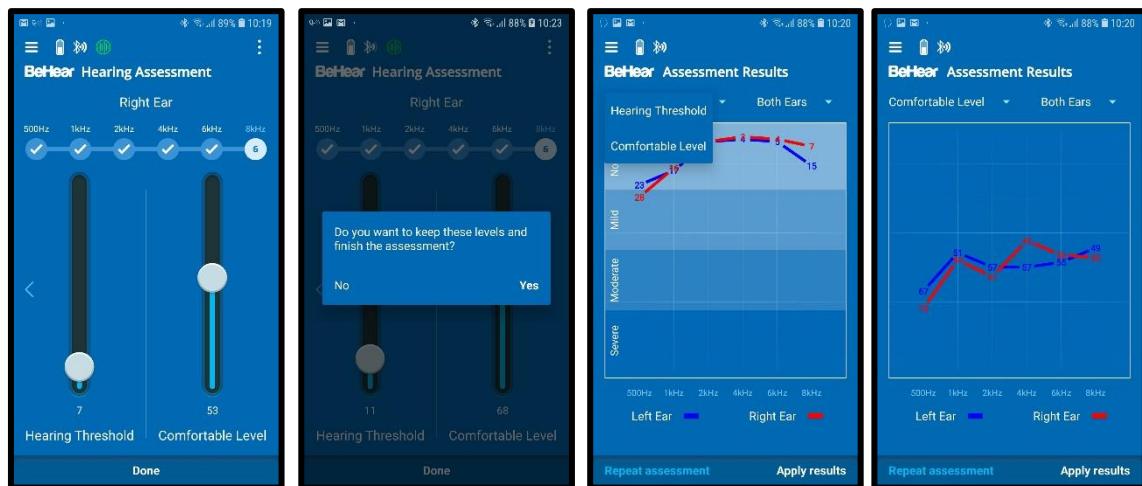 89% 10:19
BeHear Hearing Assessment
Right Ear
500Hz 1kHz 2kHz 4kHz 6kHz 8kHz
6
7 53
Hearing Threshold Comfortable Level
Done
88% 10:23
BeHear Hearing Assessment
Right Ear
500Hz 1kHz 2kHz 4kHz 6kHz 8kHz
6
Do you want to keep these levels and
finish the assessment?
No Yes
11 68
Hearing Threshold Comfortable Level
Done
88% 10:20
BeHear Assessment Results
Both Ears
Hearing Threshold
Comfortable Level
4 5 7
15
17
23
28
Mild
Moderate
Severe
500Hz 1kHz 2kHz 4kHz 6kHz 8kHz
Left Ear Right Ear
Repeat assessment Apply results
88% 10:20
BeHear Assessment Results
Comfortable Level Both Ears
51 49
57 57
67
500Hz 1kHz 2kHz 4kHz 6kHz 8kHz
Left Ear Right Ear
Repeat assessment Apply results